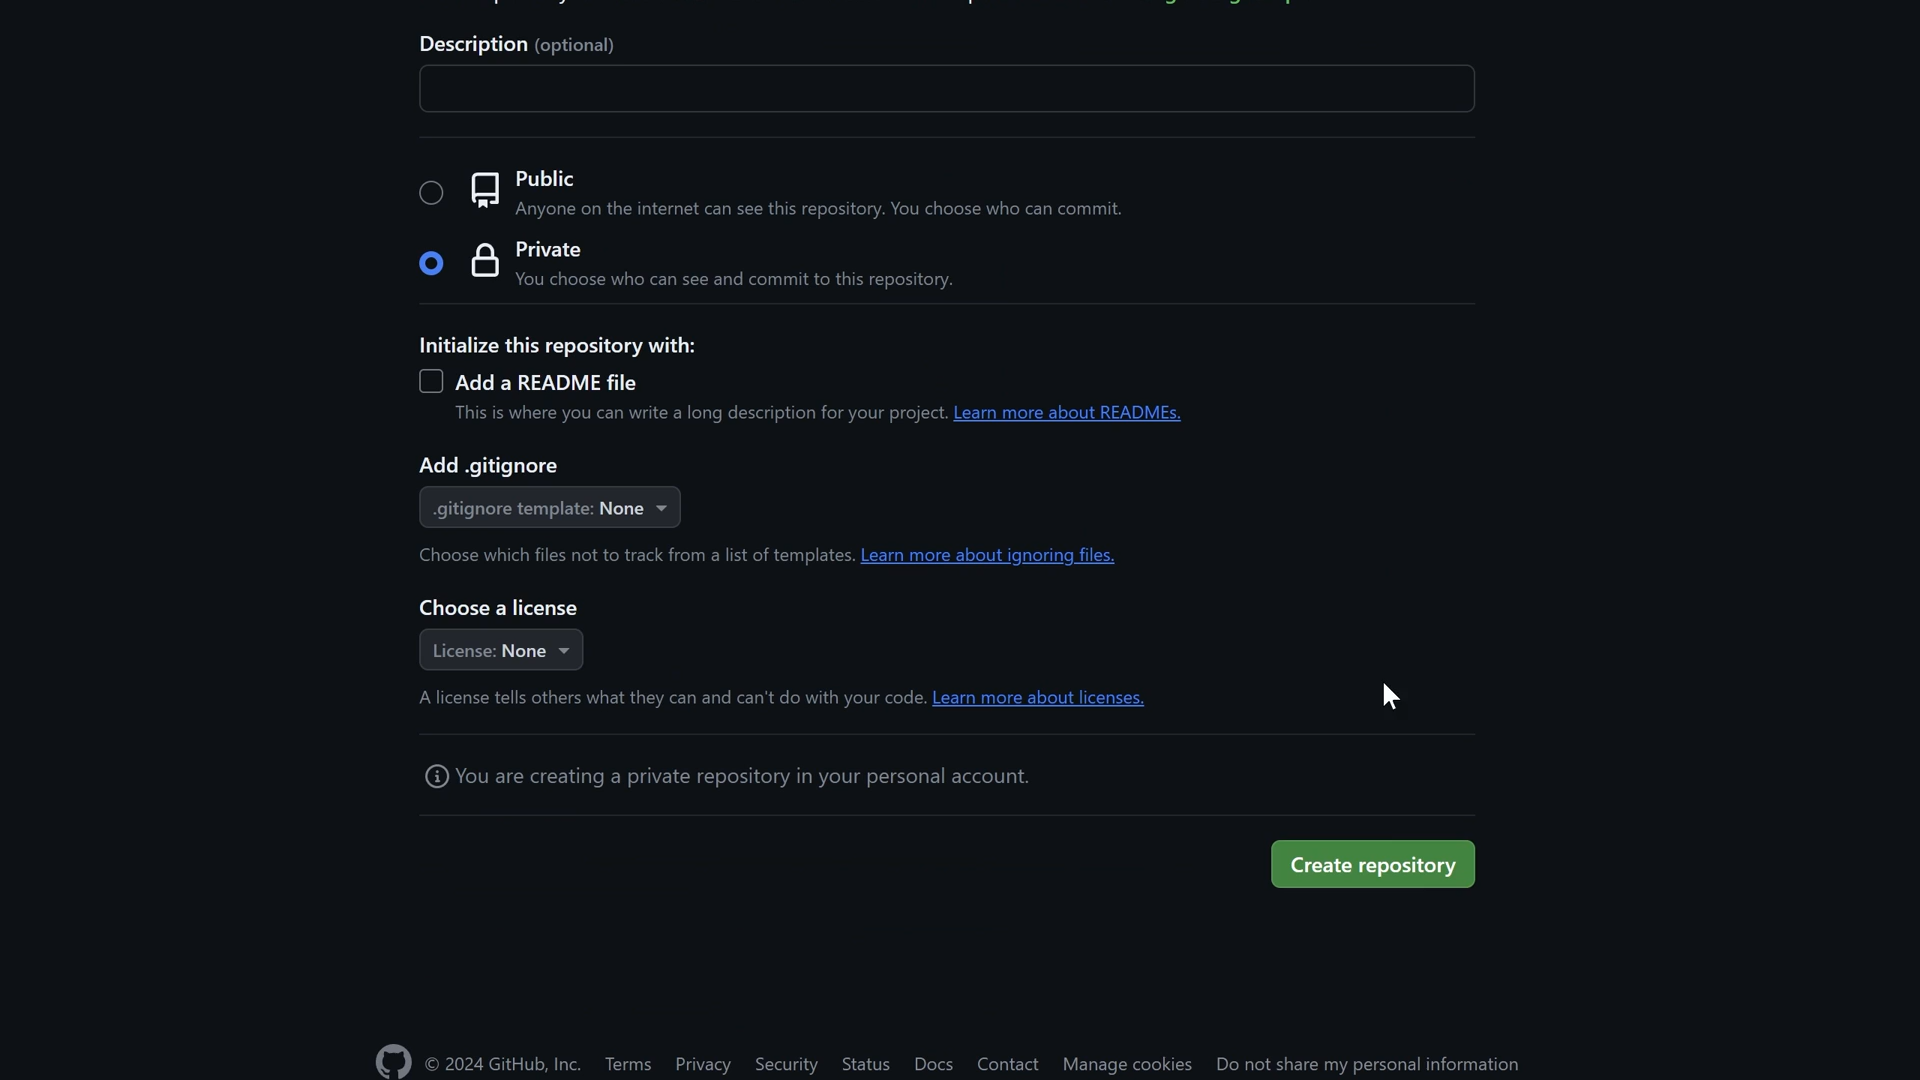 Description (optional)
Public
Anyone on the internet can see this repository. You choose who can commit.
Private
You choose who can see and commit to this repository.
Initialize this repository with:
Add a README file
This is where you can write a long description for your project. Learn more about READMEs.
Add .gitignore
.gitignore template: None
Choose which files not to track from a list of templates. Learn more about ignoring files.
Choose a license
License: None
A license tells others what they can and can't do with your code. Learn more about licenses.
You are creating a private repository in your personal account.
Create repository
© 2024 GitHub, Inc. Terms Privacy Security Status Docs Contact Manage cookies Do not share my personal information